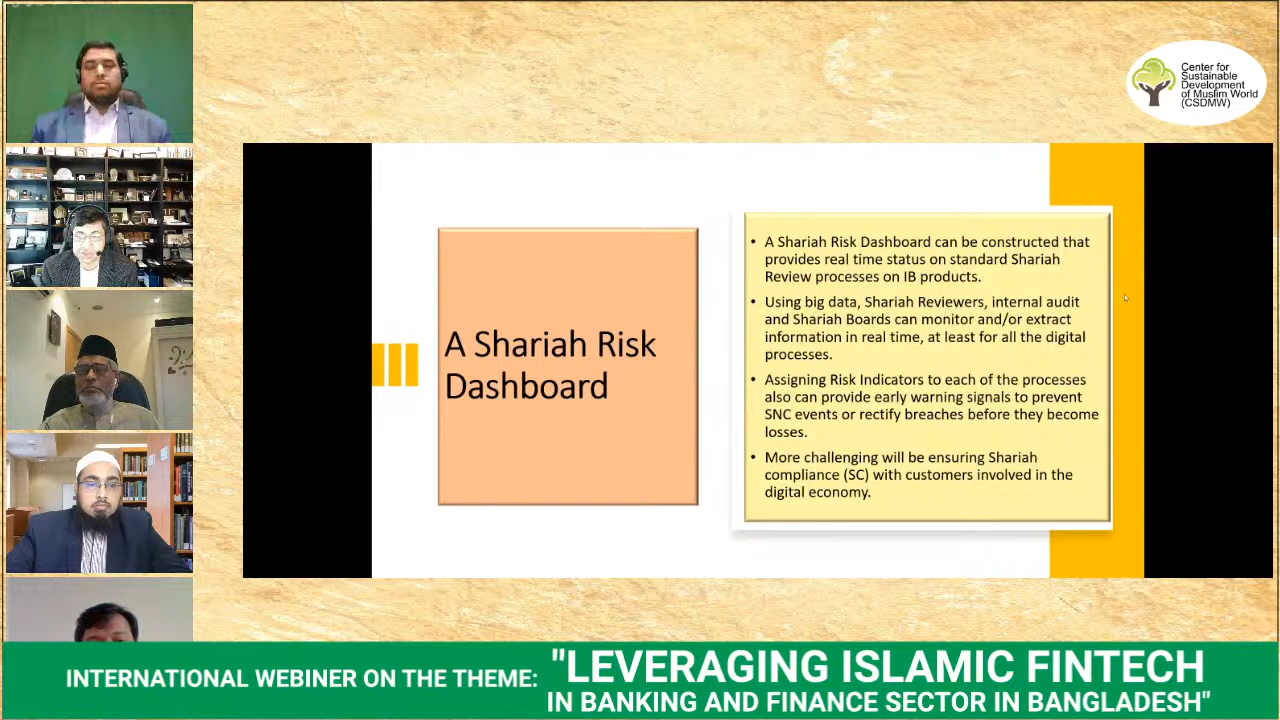 Center for
Sustainable
Development
of Muslim World
(CSDMW)
A Shariah Risk
Dashboard
• A Shariah Risk Dashboard can be constructed that
provides real time status on standard Shariah
Review processes on IB products.
• Using big data, Shariah Reviewers, internal audit
and Shariah Boards can monitor and/or extract
information in real time, at least for all the digital
processes.
• Assigning Risk Indicators to each of the processes
also can provide early warning signals to prevent
SNC events or rectify breaches before they become
losses.
• More challenging will be ensuring Shariah
compliance (SC) with customers involved in the
digital economy.
INTERNATIONAL WEBINER ON THE THEME: "LEVERAGING ISLAMIC FINTECH
IN BANKING AND FINANCE SECTOR IN BANGLADESH"